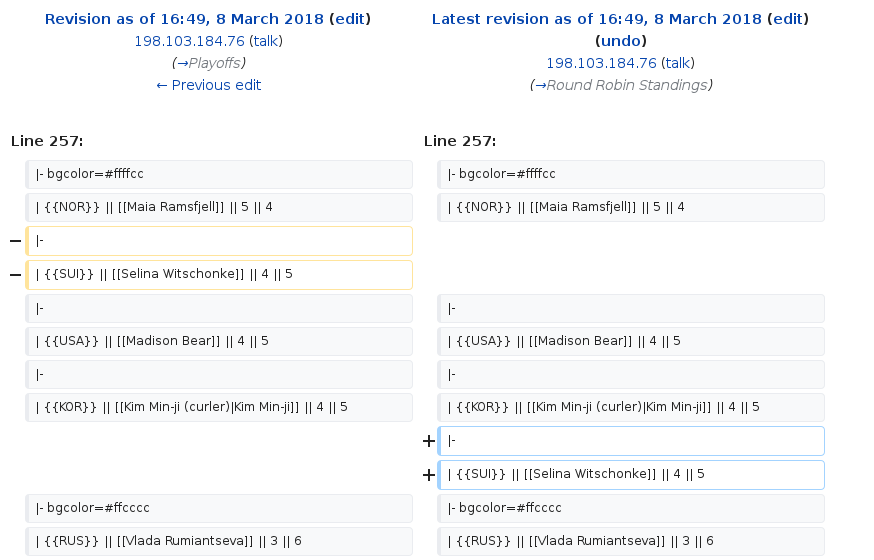 Revision as of 16:49, 8 March 2018 (edit)
198.103.184.76 (talk)
(→Playoffs)
← Previous edit
Latest revision as of 16:49, 8 March 2018 (edit)
(undo)
198.103.184.76 (talk)
(→Round Robin Standings)
Line 257:
Line 257:
|- bgcolor=#ffffcc
|- bgcolor=#ffffcc
| {{NOR}} || [[Maia Ramsfjell]] || 5 || 4
| {{NOR}} || [[Maia Ramsfjell]] || 5 || 4
− |-
− | {{SUI}} || [[Selina Witschonke]] || 4 || 5
|-
|-
| {{USA}} || [[Madison Bear]] || 4 || 5
| {{USA}} || [[Madison Bear]] || 4 || 5
|-
|-
| {{KOR}} || [[Kim Min-ji (curler)|Kim Min-ji]] || 4 || 5
| {{KOR}} || [[Kim Min-ji (curler)|Kim Min-ji]] || 4 || 5
+ |-
+ | {{SUI}} || [[Selina Witschonke]] || 4 || 5
|- bgcolor=#ffcccc
|- bgcolor=#ffcccc
| {{RUS}} || [[Vlada Rumiantseva]] || 3 || 6
| {{RUS}} || [[Vlada Rumiantseva]] || 3 || 6